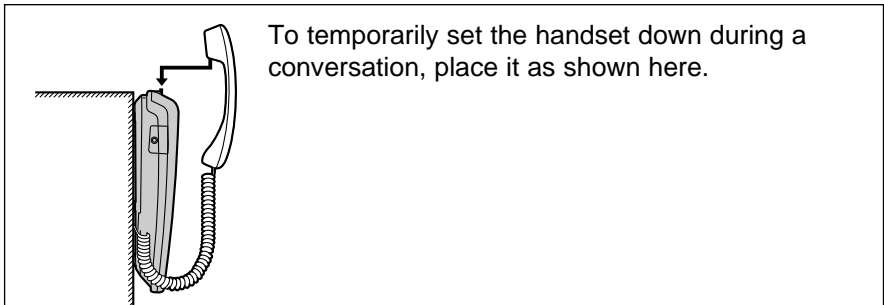 To temporarily set the handset down during a
conversation, place it as shown here.